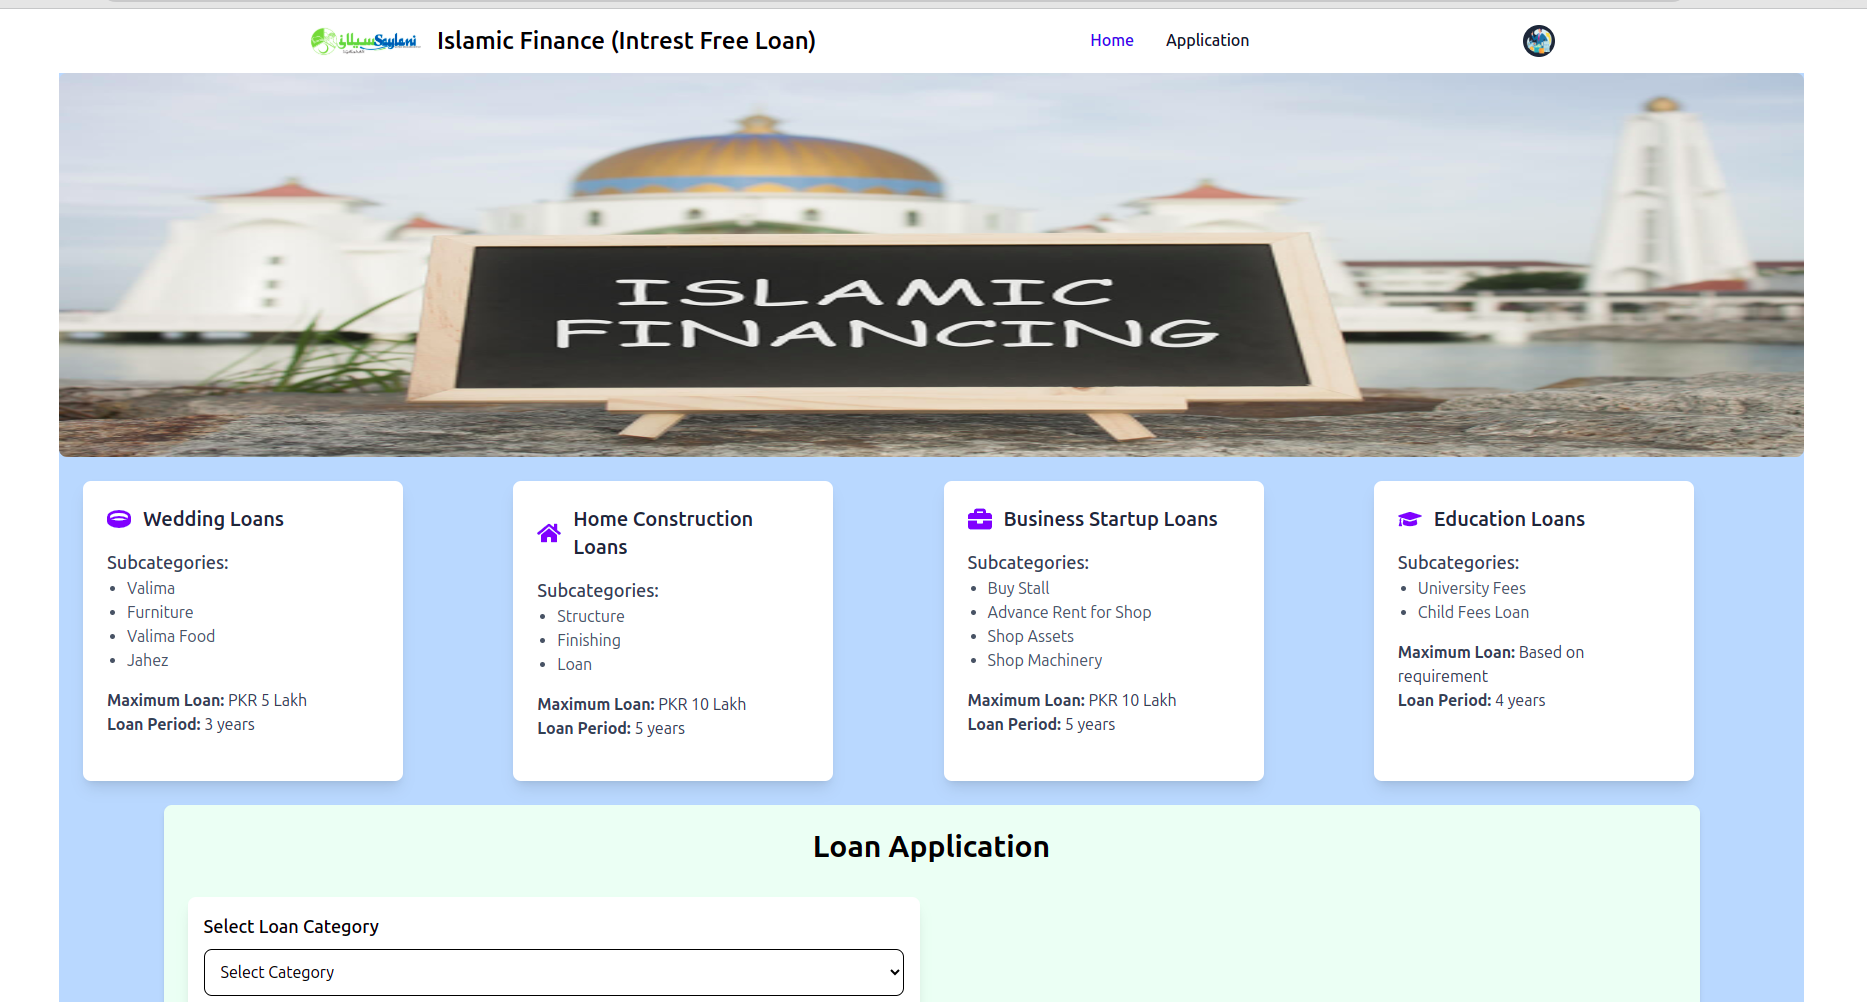 سیلانی Saylani Islamic Finance (Intrest Free Loan) Home Application
ISLAMIC
FINANCING
Wedding Loans
Subcategories:
• Valima
• Furniture
• Valima Food
• Jahez
Maximum Loan: PKR 5 Lakh
Loan Period: 3 years
Home Construction
Loans
Subcategories:
• Structure
• Finishing
• Loan
Maximum Loan: PKR 10 Lakh
Loan Period: 5 years
Business Startup Loans
Subcategories:
• Buy Stall
• Advance Rent for Shop
• Shop Assets
• Shop Machinery
Maximum Loan: PKR 10 Lakh
Loan Period: 5 years
Education Loans
Subcategories:
• University Fees
• Child Fees Loan
Maximum Loan: Based on
requirement
Loan Period: 4 years
Loan Application
Select Loan Category
Select Category